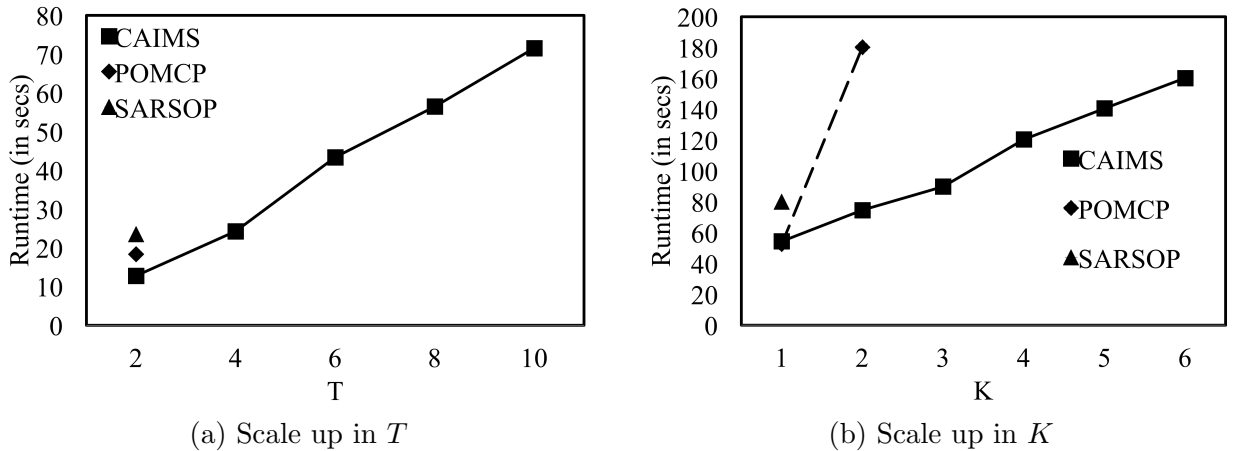 80
70
60
50
40
30
20
10
0
Runtime (in secs)
CAIMS
POMCP
SARSOP
2 4 6 8 10
T
(a) Scale up in T
200
180
160
140
120
100
80
60
40
20
0
Runtime (in secs)
CAIMS
POMCP
SARSOP
1 2 3 4 5 6
K
(b) Scale up in K